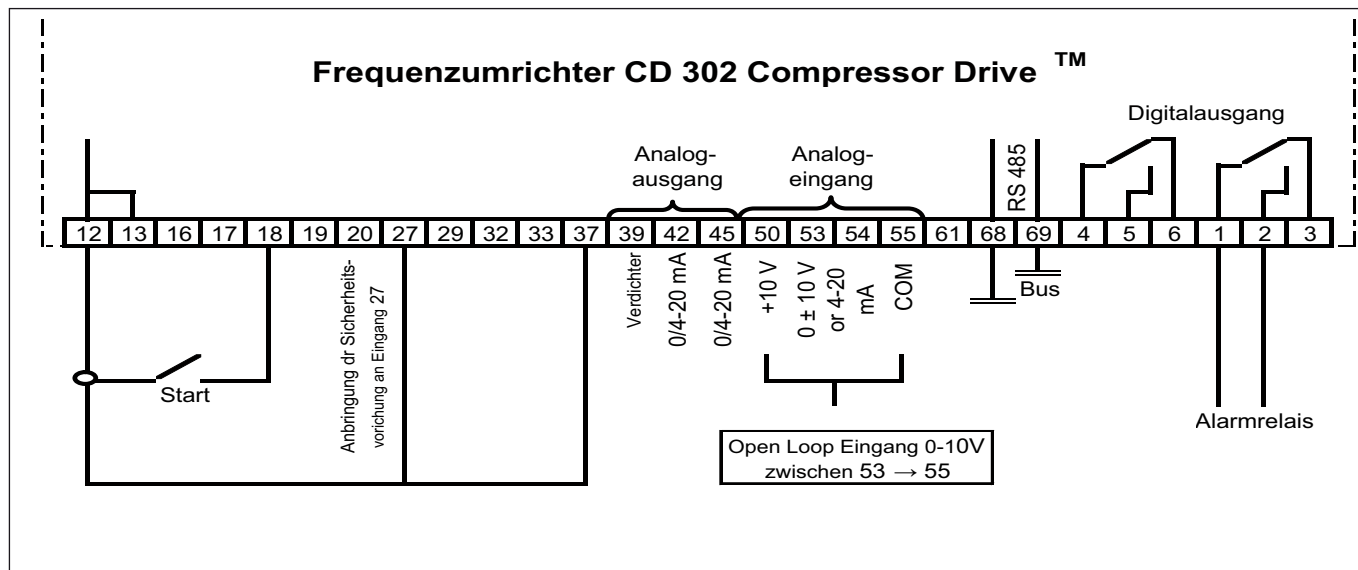 Frequenzumrichter CD 302 Compressor Drive ™
Digitalausgang
Analog-
ausgang
Analog-
eingang
RS 485
12 13 16 17 18 19 20 27 29 32 33 37 39 42 45 50 53 54 55 61 68 69 4 5 6 1 2 3
Anbringung dr Sicherheits-
vorichung an Eingang 27
Verdichter
0/4-20 mA
0/4-20 mA
+10 V
0 ± 10 V
or 4-20
mA
COM
Bus
Start
Alarmrelais
Open Loop Eingang 0-10V
zwischen 53 → 55